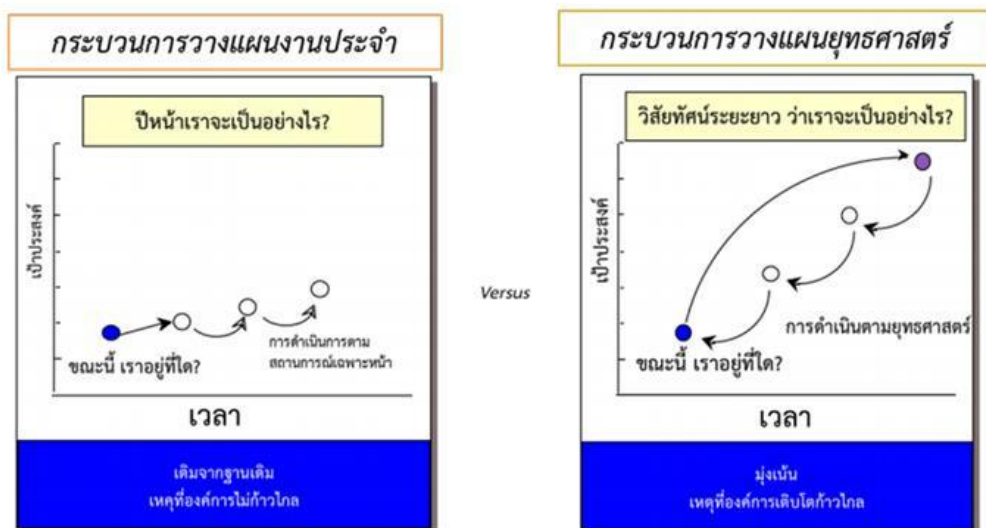 กระบวนการวางแผนงานประจำ
ปีหน้าเราจะเป็นอย่างไร?
เป้าประสงค์
ขณะนี้ เราอยู่ที่ใด?
การดำเนินการตาม
สถานการณ์เฉพาะหน้า
เวลา
เติมจากฐานเดิม
เหตุที่องค์การไม่ก้าวไกล
Versus
กระบวนการวางแผนยุทธศาสตร์
วิสัยทัศน์ระยะยาว ว่าเราจะเป็นอย่างไร?
เป้าประสงค์
การดำเนินตามยุทธศาสตร์
ขณะนี้ เราอยู่ที่ใด?
เวลา
มุ่งเน้น
เหตุที่องค์การเติบโตก้าวไกล